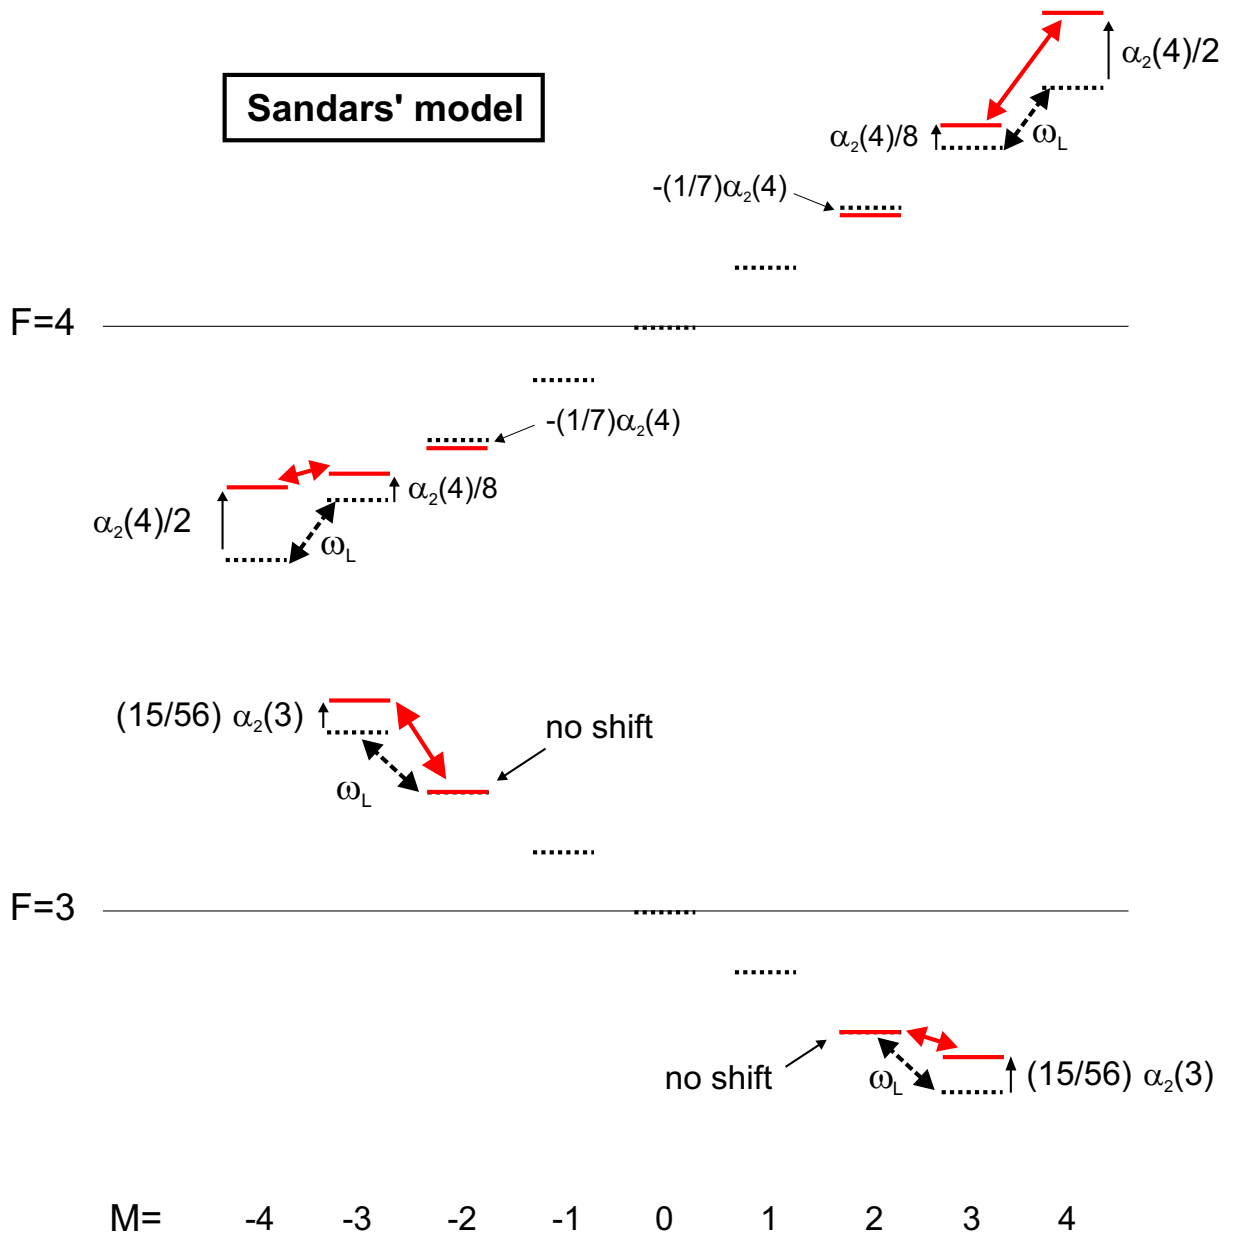 Sandars' model
α₂(4)/2
α₂(4)/8
ω_L
-(1/7)α₂(4)
F=4
-(1/7)α₂(4)
α₂(4)/8
α₂(4)/2
ω_L
(15/56) α₂(3)
no shift
ω_L
F=3
no shift
ω_L
(15/56) α₂(3)
M= -4 -3 -2 -1 0 1 2 3 4